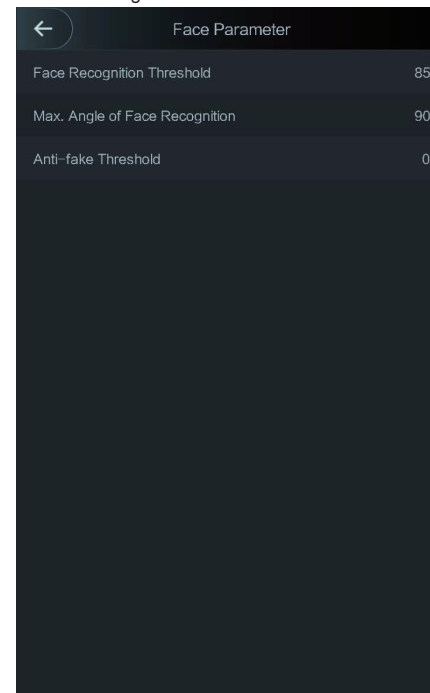 Face Parameter
Face Recognition Threshold 85
Max. Angle of Face Recognition 90
Anti-fake Threshold 0